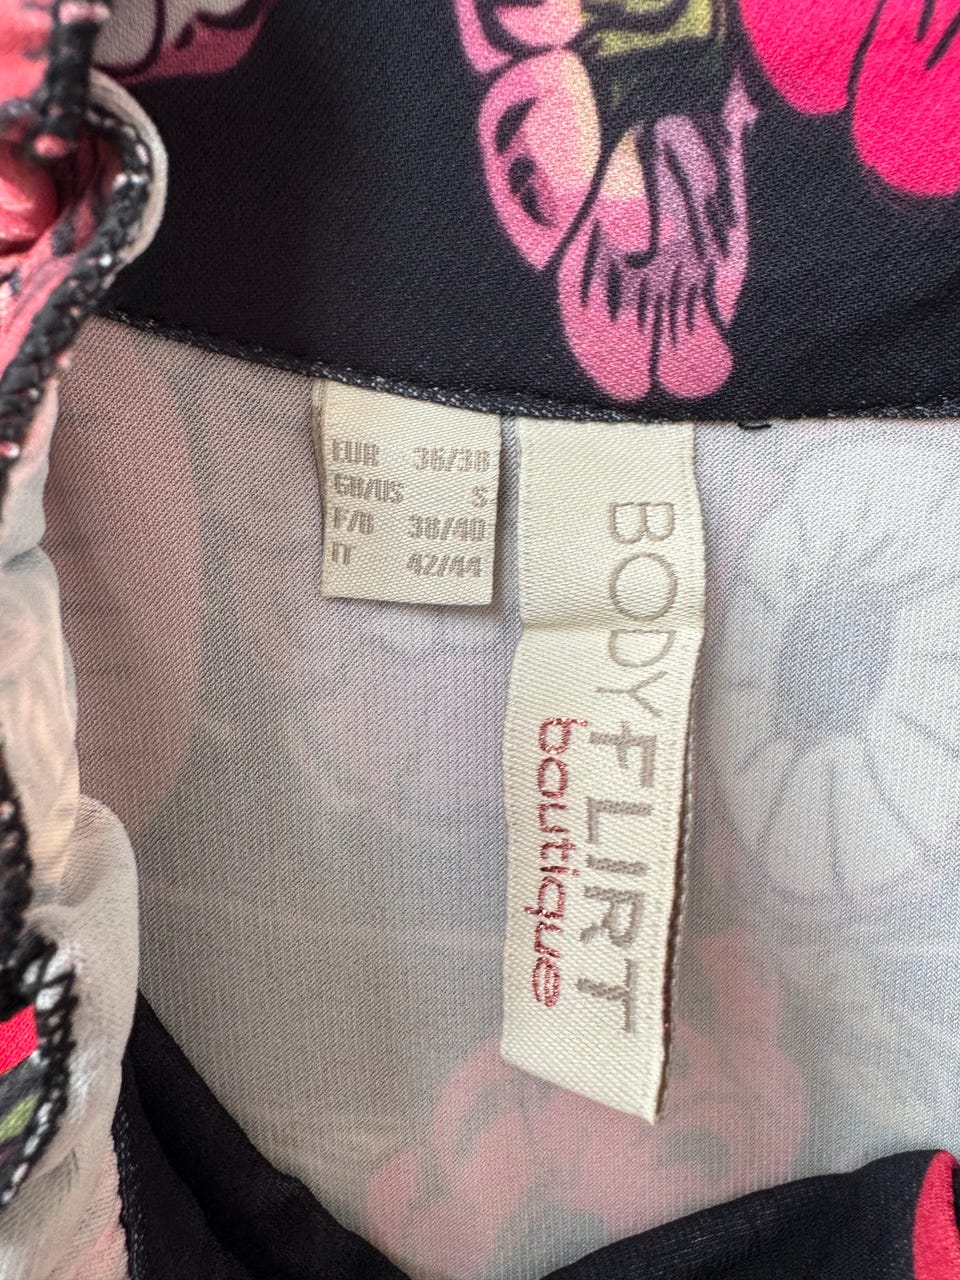 EUR 36/38
GB/US S
F/B 38/40
IT 42/44
BODYFLIRT
boutique